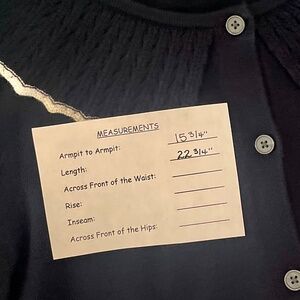 MEASUREMENTS
Armpit to Armpit: 15 3/4"
Length: 22 3/4"
Across Front of the Waist:
Rise:
Inseam:
Across Front of the Hips: